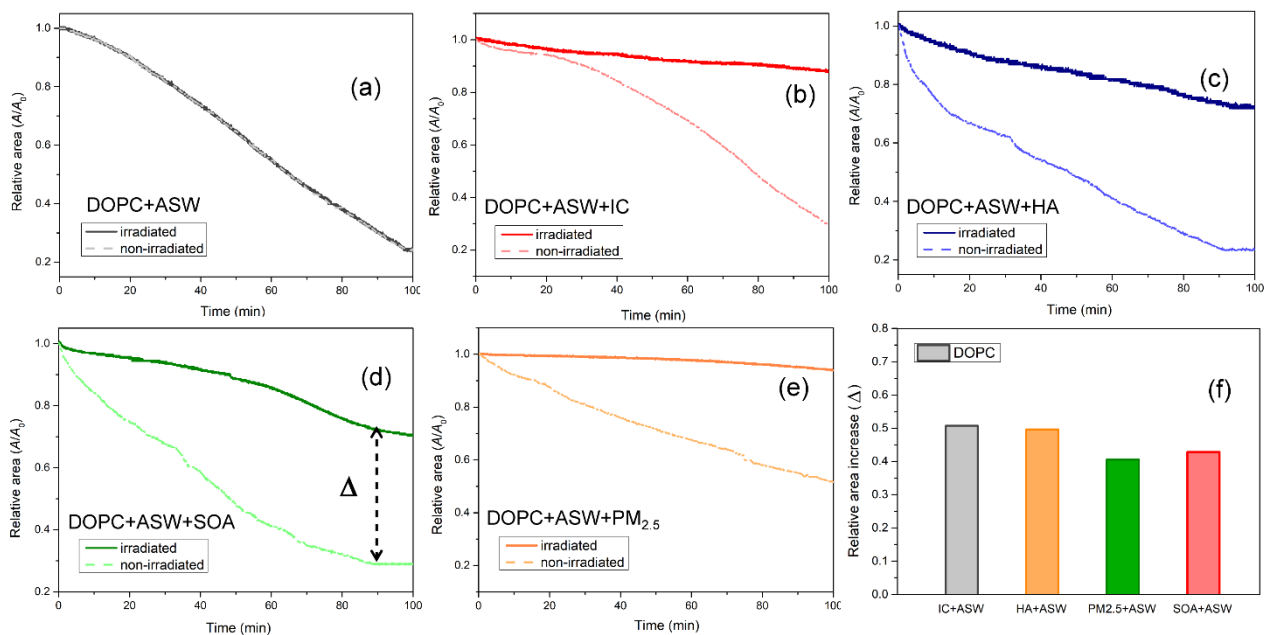 1.0
0.8
0.6
0.4
0.2
Relative area (A/A₀)
(a)
DOPC+ASW
irradiated
non-irradiated
0 20 40 60 80 100
Time (min)
1.0
0.8
0.6
0.4
0.2
Relative area (A/A₀)
(b)
DOPC+ASW+IC
irradiated
non-irradiated
0 20 40 60 80 100
Time (min)
1.0
0.8
0.6
0.4
0.2
Relative area (A/A₀)
(c)
DOPC+ASW+HA
irradiated
non-irradiated
0 20 40 60 80 100
Time (min)
1.0
0.8
0.6
0.4
0.2
Relative area (A/A₀)
(d)
Δ
DOPC+ASW+SOA
irradiated
non-irradiated
0 20 40 60 80 100
Time (min)
1.0
0.8
0.6
0.4
0.2
Relative area (A/A₀)
(e)
DOPC+ASW+PM₂.₅
irradiated
non-irradiated
0 20 40 60 80 100
Time (min)
0.8
0.7
0.6
0.5
0.4
0.3
0.2
0.1
0.0
Relative area increase (Δ)
DOPC
(f)
IC+ASW HA+ASW PM2.5+ASW SOA+ASW